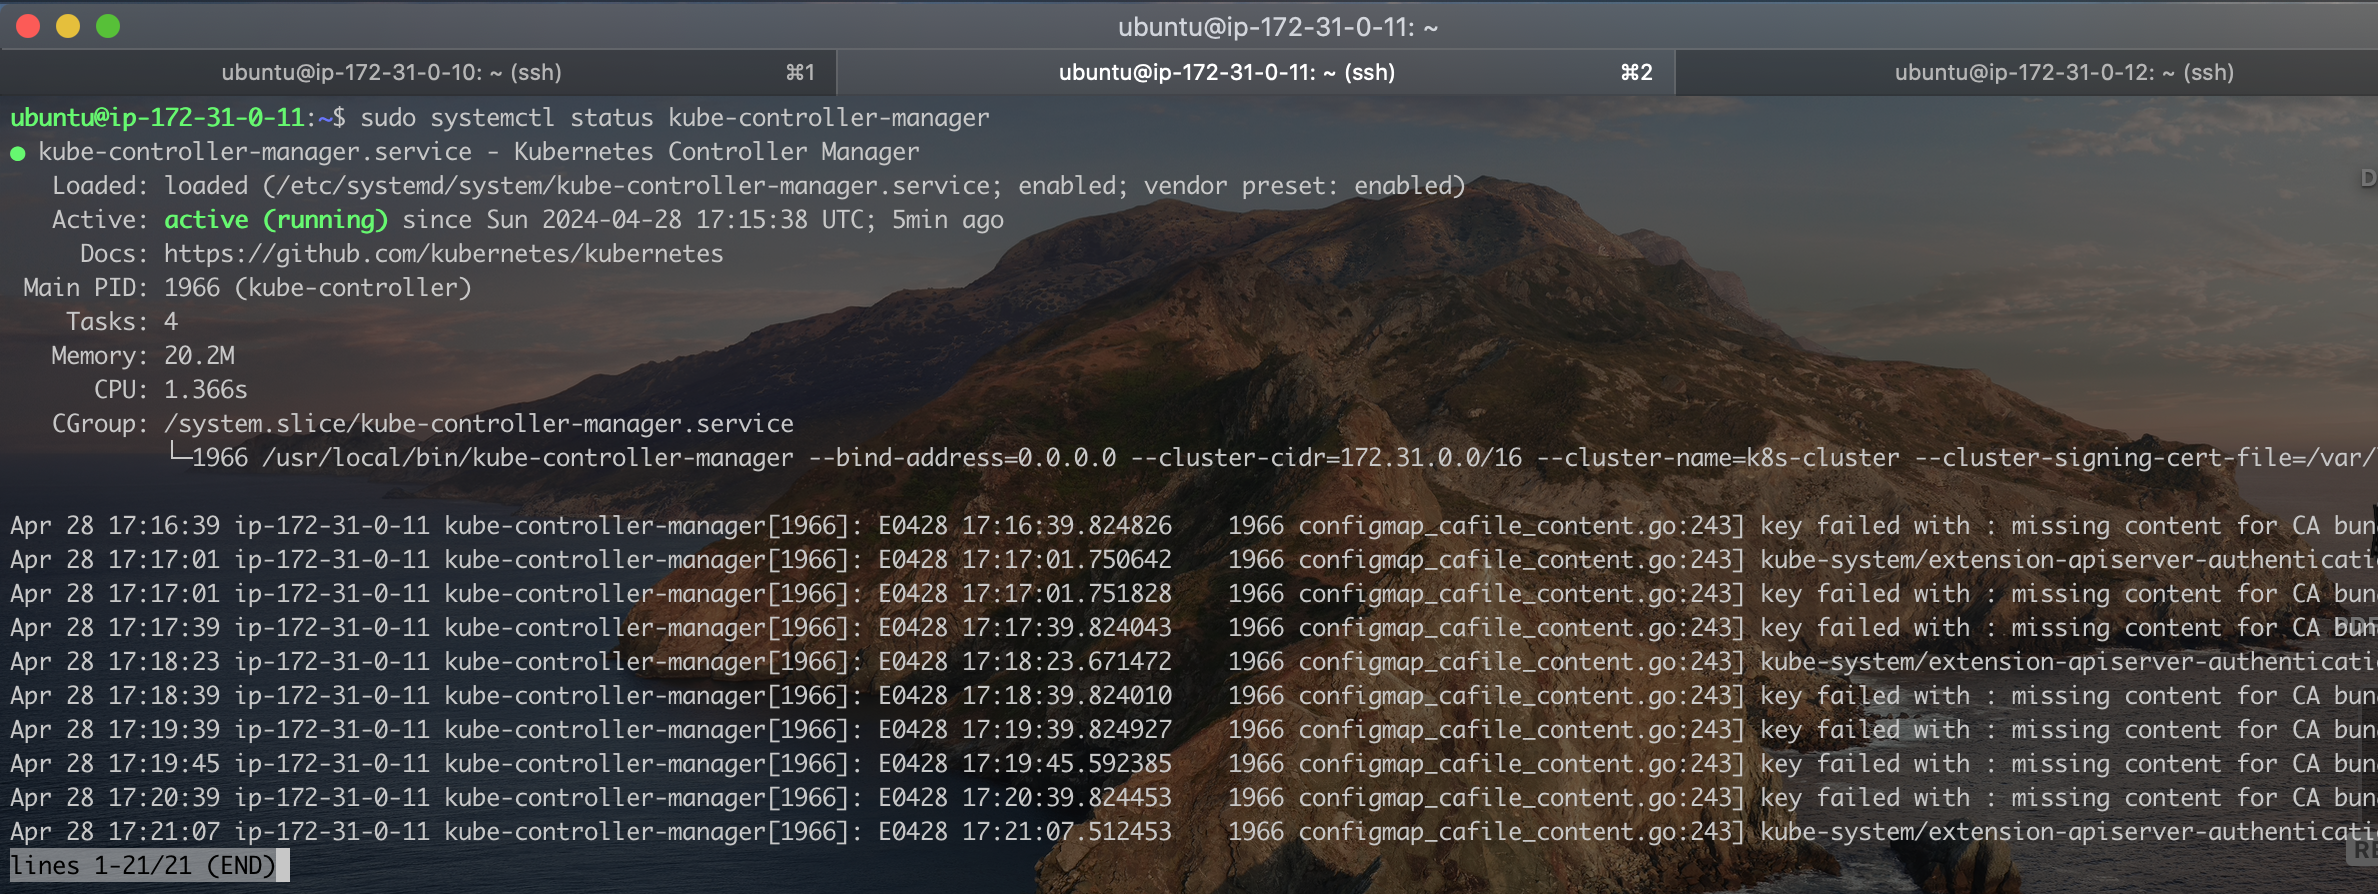 ubuntu@ip-172-31-0-11: ~
ubuntu@ip-172-31-0-10: ~ (ssh) ⌘1 ubuntu@ip-172-31-0-11: ~ (ssh) ⌘2 ubuntu@ip-172-31-0-12: ~ (ssh)
ubuntu@ip-172-31-0-11:~$ sudo systemctl status kube-controller-manager
● kube-controller-manager.service - Kubernetes Controller Manager
Loaded: loaded (/etc/systemd/system/kube-controller-manager.service; enabled; vendor preset: enabled)
Active: active (running) since Sun 2024-04-28 17:15:38 UTC; 5min ago
Docs: https://github.com/kubernetes/kubernetes
Main PID: 1966 (kube-controller)
Tasks: 4
Memory: 20.2M
CPU: 1.366s
CGroup: /system.slice/kube-controller-manager.service
└─1966 /usr/local/bin/kube-controller-manager --bind-address=0.0.0.0 --cluster-cidr=172.31.0.0/16 --cluster-name=k8s-cluster --cluster-signing-cert-file=/var/
Apr 28 17:16:39 ip-172-31-0-11 kube-controller-manager[1966]: E0428 17:16:39.824826 1966 configmap_cafile_content.go:243] key failed with : missing content for CA bun
Apr 28 17:17:01 ip-172-31-0-11 kube-controller-manager[1966]: E0428 17:17:01.750642 1966 configmap_cafile_content.go:243] kube-system/extension-apiserver-authenticati
Apr 28 17:17:01 ip-172-31-0-11 kube-controller-manager[1966]: E0428 17:17:01.751828 1966 configmap_cafile_content.go:243] key failed with : missing content for CA bun
Apr 28 17:17:39 ip-172-31-0-11 kube-controller-manager[1966]: E0428 17:17:39.824043 1966 configmap_cafile_content.go:243] key failed with : missing content for CA bun
Apr 28 17:18:23 ip-172-31-0-11 kube-controller-manager[1966]: E0428 17:18:23.671472 1966 configmap_cafile_content.go:243] kube-system/extension-apiserver-authenticati
Apr 28 17:18:39 ip-172-31-0-11 kube-controller-manager[1966]: E0428 17:18:39.824010 1966 configmap_cafile_content.go:243] key failed with : missing content for CA bun
Apr 28 17:19:39 ip-172-31-0-11 kube-controller-manager[1966]: E0428 17:19:39.824927 1966 configmap_cafile_content.go:243] key failed with : missing content for CA bun
Apr 28 17:19:45 ip-172-31-0-11 kube-controller-manager[1966]: E0428 17:19:45.592385 1966 configmap_cafile_content.go:243] key failed with : missing content for CA bun
Apr 28 17:20:39 ip-172-31-0-11 kube-controller-manager[1966]: E0428 17:20:39.824453 1966 configmap_cafile_content.go:243] key failed with : missing content for CA bun
Apr 28 17:21:07 ip-172-31-0-11 kube-controller-manager[1966]: E0428 17:21:07.512453 1966 configmap_cafile_content.go:243] kube-system/extension-apiserver-authenticati
lines 1-21/21 (END)